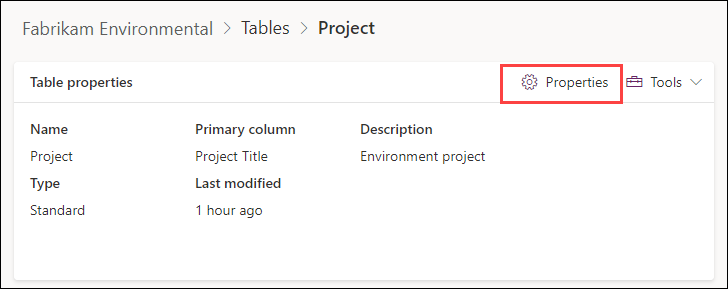 Fabrikam Environmental > Tables > Project
Table properties Properties Tools
Name Primary column Description
Project Project Title Environment project
Type Last modified
Standard 1 hour ago